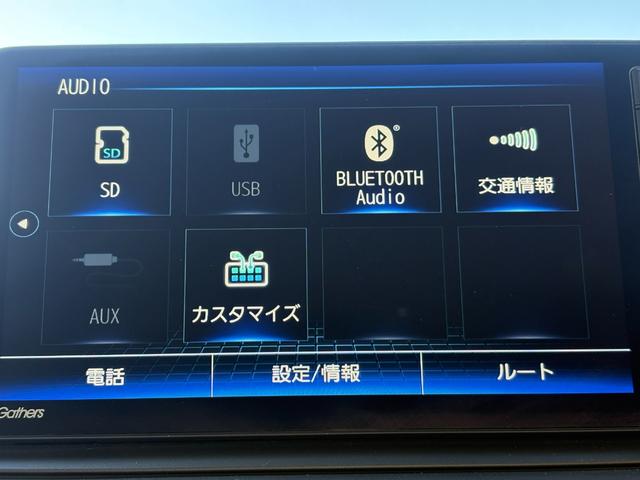 AUDIO
SD
SD
USB
BLUETOOTH
Audio
交通情報
AUX
カスタマイズ
電話
設定/情報
ルート
Gathers